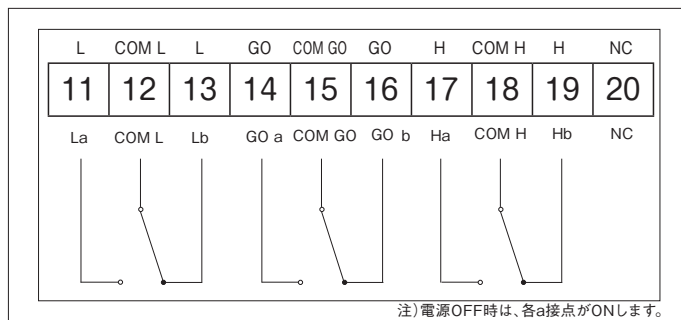 L COM L L GO COM GO GO H COM H H NC
11 12 13 14 15 16 17 18 19 20
La COM L Lb GO a COM GO GO b Ha COM H Hb NC
注)電源OFF時は、各a接点がONします。